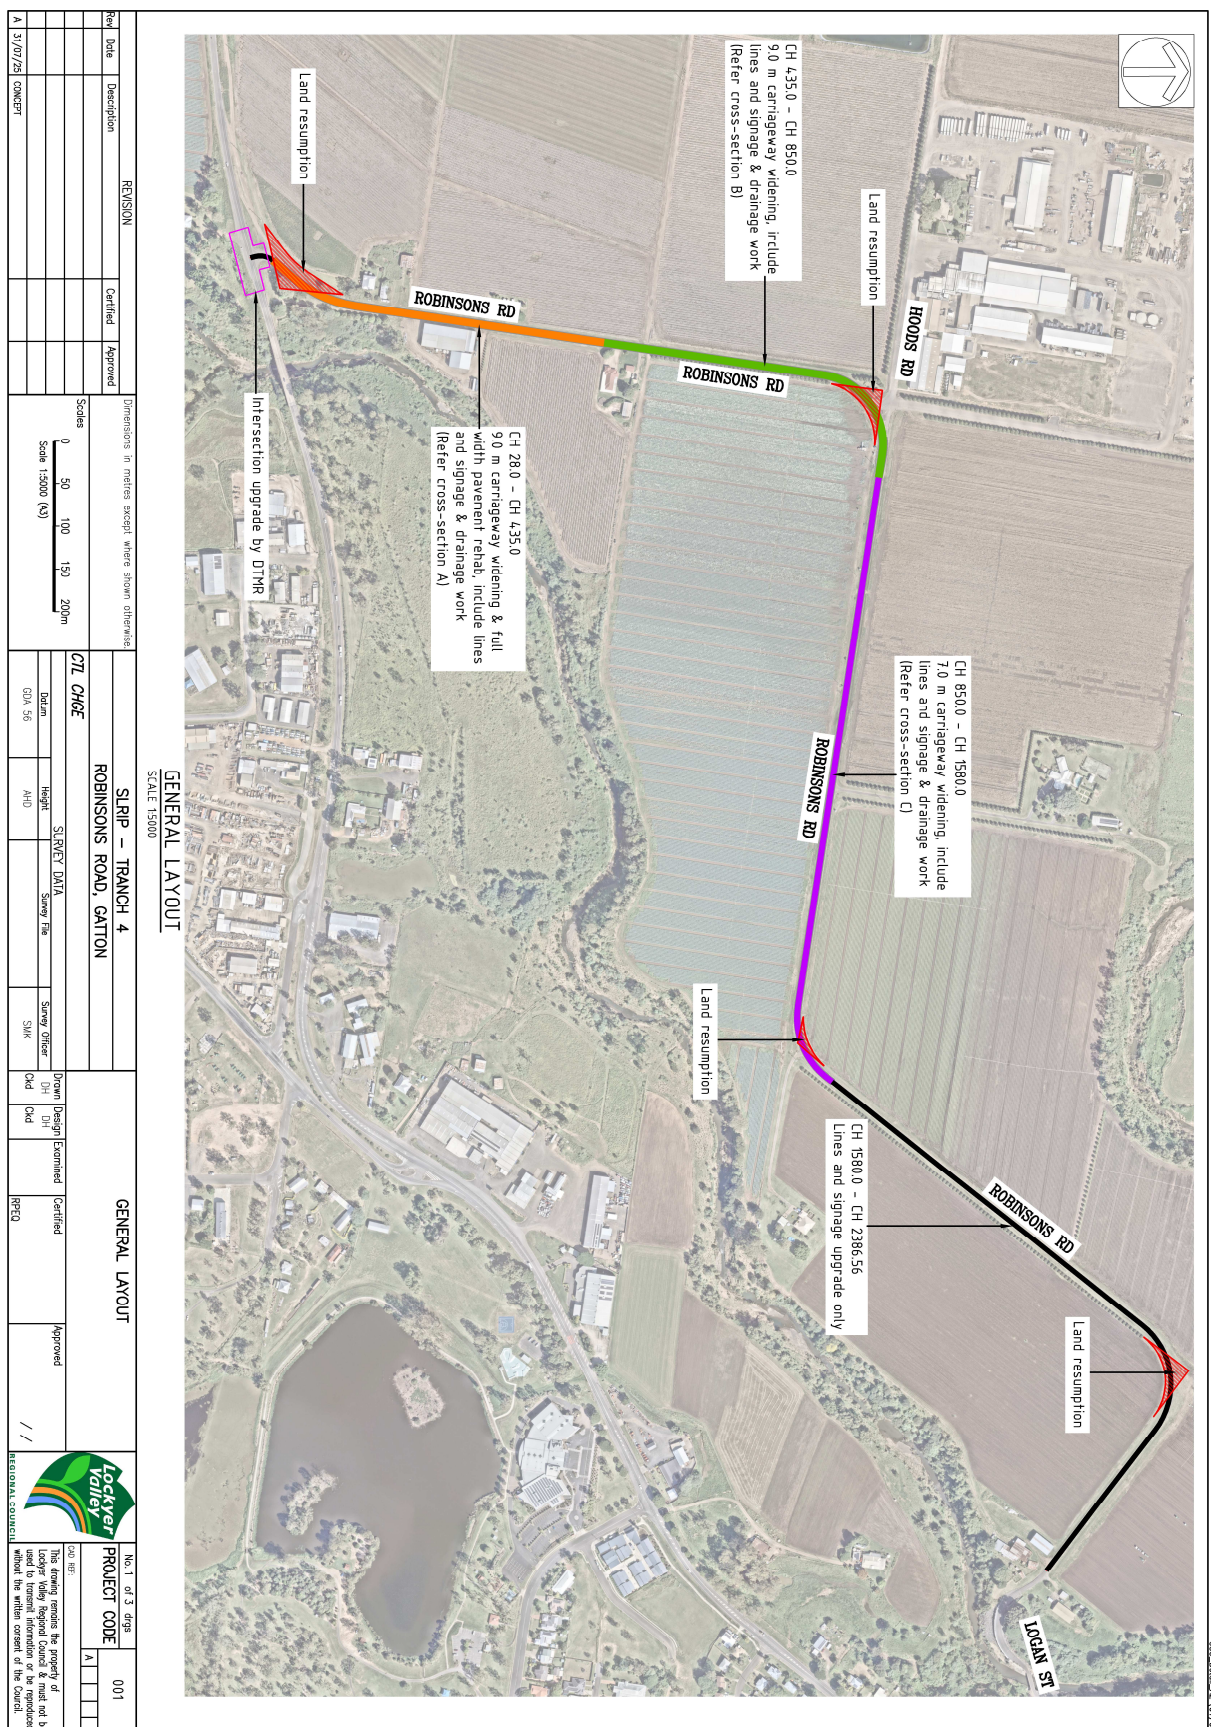 CH 435.0 - CH 850.0
9.0 m carriageway widening, include
lines and signage & drainage work
(Refer cross-section B)
Land resumption
Land resumption
HOODS RD
ROBINSONS RD
ROBINSONS RD
CH 28.0 - CH 435.0
9.0 m carriageway widening & full
width pavement rehab, include lines
and signage & drainage work
(Refer cross-section A)
Intersection upgrade by DTMR
CH 850.0 - CH 1580.0
7.0 m carriageway widening, include
lines and signage & drainage work
(Refer cross-section C)
ROBINSONS RD
Land resumption
CH 1580.0 - CH 2386.56
Lines and signage upgrade only
ROBINSONS RD
Land resumption
LOGAN ST
GENERAL LAYOUT
SCALE 1:5000
REVISION
Rev Date Description Certified Approved
A 31/07/25 CONCEPT
Dimensions in metres except where shown otherwise.
Scales
0 50 100 150 200m
Scale 1:5000 (A3)
SLRIP - TRANCH 4
ROBINSONS ROAD, GATTON
CTL CHGE
SURVEY DATA
Datum Height Survey File Survey Officer
GDA 56 AHD SMK
GENERAL LAYOUT
Drawn Design Examined Certified Approved
DH DH
Ckd Ckd RPEQ / /
Lockyer
Valley
REGIONAL COUNCIL
No.1 of 3 drgs
PROJECT CODE
001
A
CAD REF:
This drawing remains the property of
Lockyer Valley Regional Council & must not b
used to transmit information or be reproduced
without the written consent of the Council.